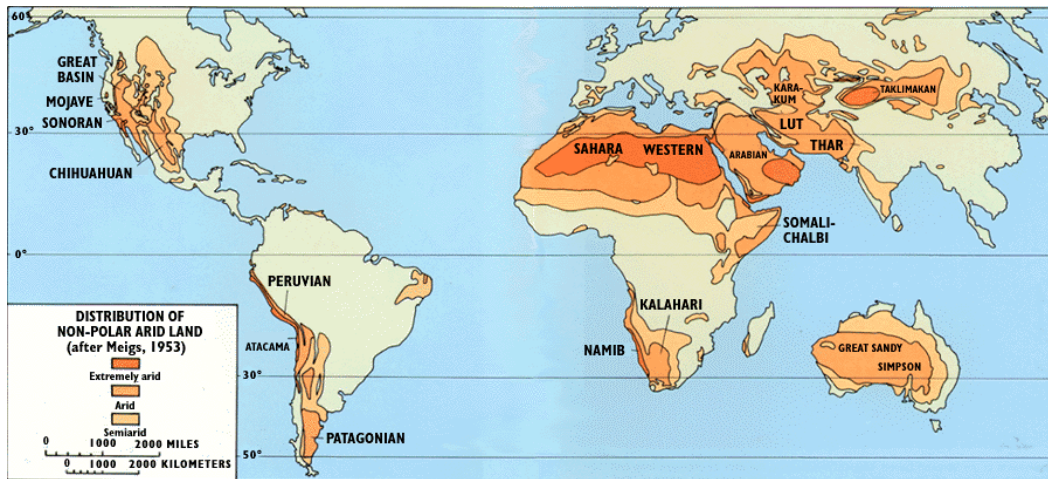 60°
GREAT
BASIN
MOJAVE
SONORAN
30°
CHIHUAHUAN
KARA-
KUM
TAKLIMAKAN
LUT
THAR
SAHARA
WESTERN
ARABIAN
SOMALI-
CHALBI
0°
PERUVIAN
ATACAMA
30°
PATAGONIAN
50°
KALAHARI
NAMIB
GREAT SANDY
SIMPSON
DISTRIBUTION OF
NON-POLAR ARID LAND
(after Meigs, 1953)
Extremely arid
Arid
Semiarid
0 1000 2000 MILES
0 1000 2000 KILOMETERS